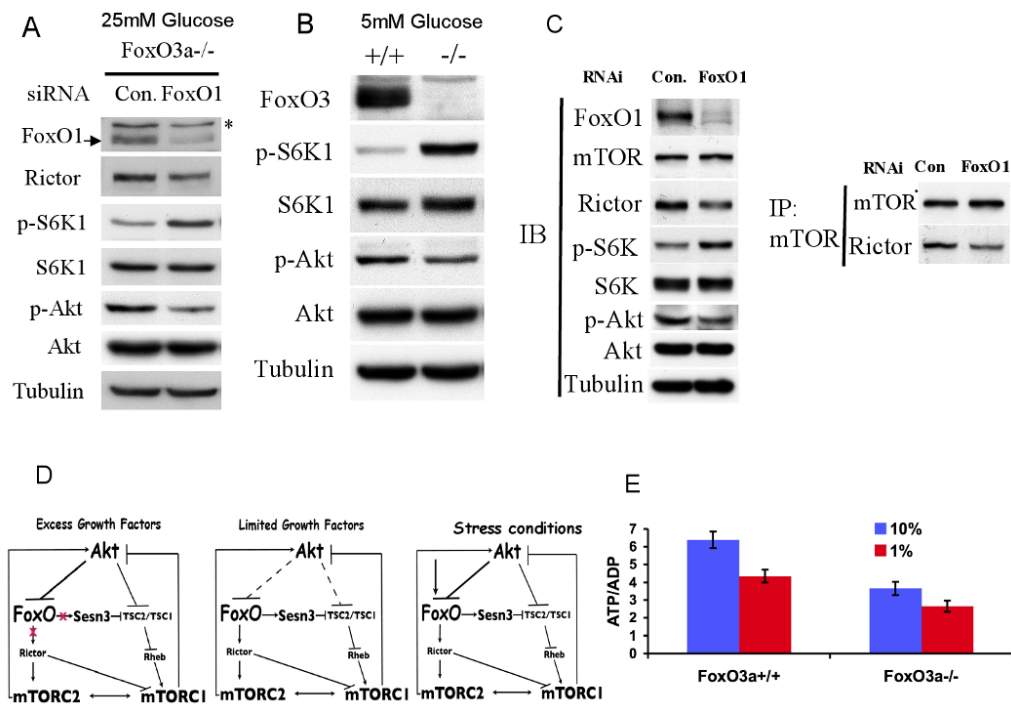 A
25mM Glucose
FoxO3a-/-
siRNA Con. FoxO1
FoxO1 *
Rictor
p-S6K1
S6K1
p-Akt
Akt
Tubulin
B
5mM Glucose
+/+ -/-
FoxO3
p-S6K1
S6K1
p-Akt
Akt
Tubulin
C
RNAi Con. FoxO1
IB
FoxO1
mTOR
Rictor
p-S6K
S6K
p-Akt
Akt
Tubulin
RNAi Con FoxO1
IP:
mTOR
mTOR
Rictor
D
Excess Growth Factors
Akt
FoxO Sesn3 TSC2/TSC1
Rictor Rheb
mTORC2 mTORC1
Limited Growth Factors
Akt
FoxO Sesn3 TSC2/TSC1
Rictor Rheb
mTORC2 mTORC1
Stress conditions
Akt
FoxO Sesn3 TSC2/TSC1
Rictor Rheb
mTORC2 mTORC1
E
ATP/ADP
7
6
5
4
3
2
1
0
10%
1%
FoxO3a+/+ FoxO3a-/-